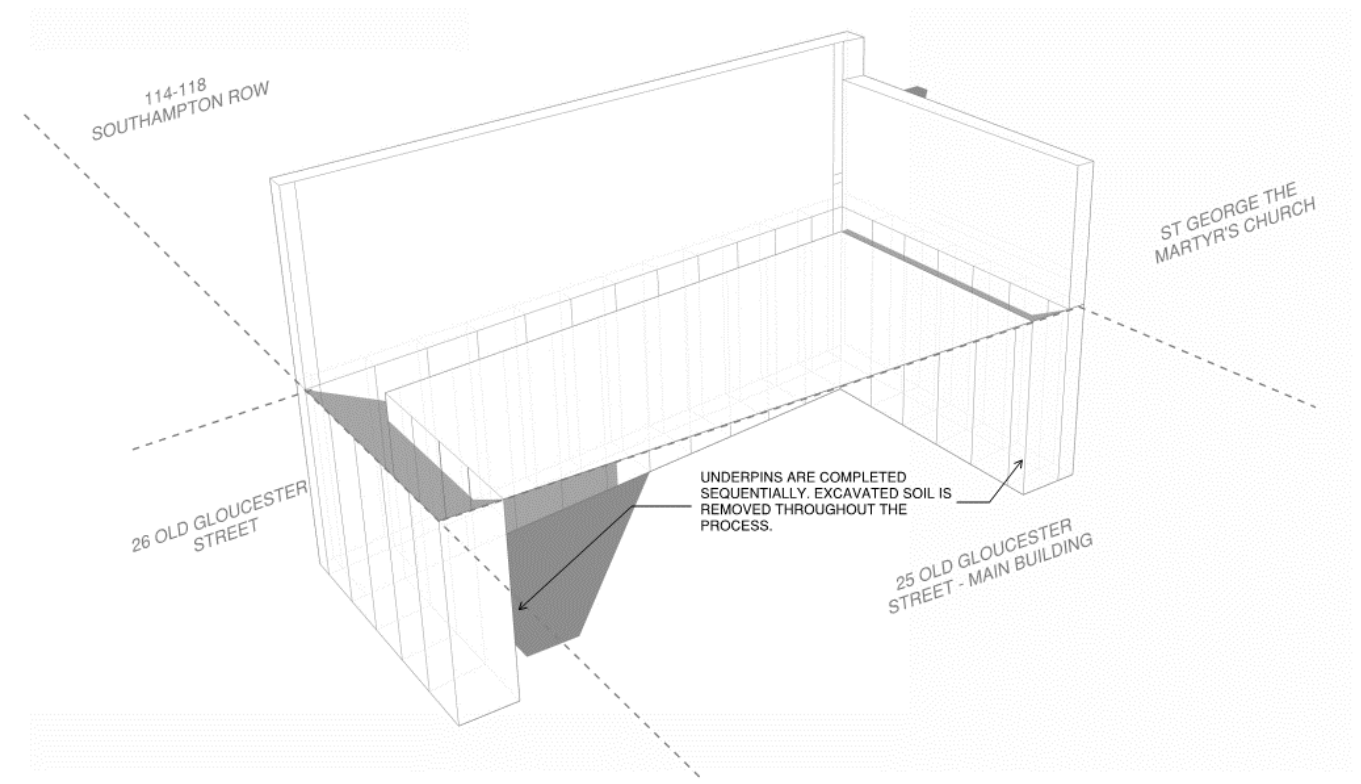 114-118
SOUTHAMPTON ROW
ST GEORGE THE
MARTYR'S CHURCH
26 OLD GLOUCESTER
STREET
UNDERPINS ARE COMPLETED
SEQUENTIALLY. EXCAVATED SOIL IS
REMOVED THROUGHOUT THE
PROCESS.
25 OLD GLOUCESTER
STREET - MAIN BUILDING